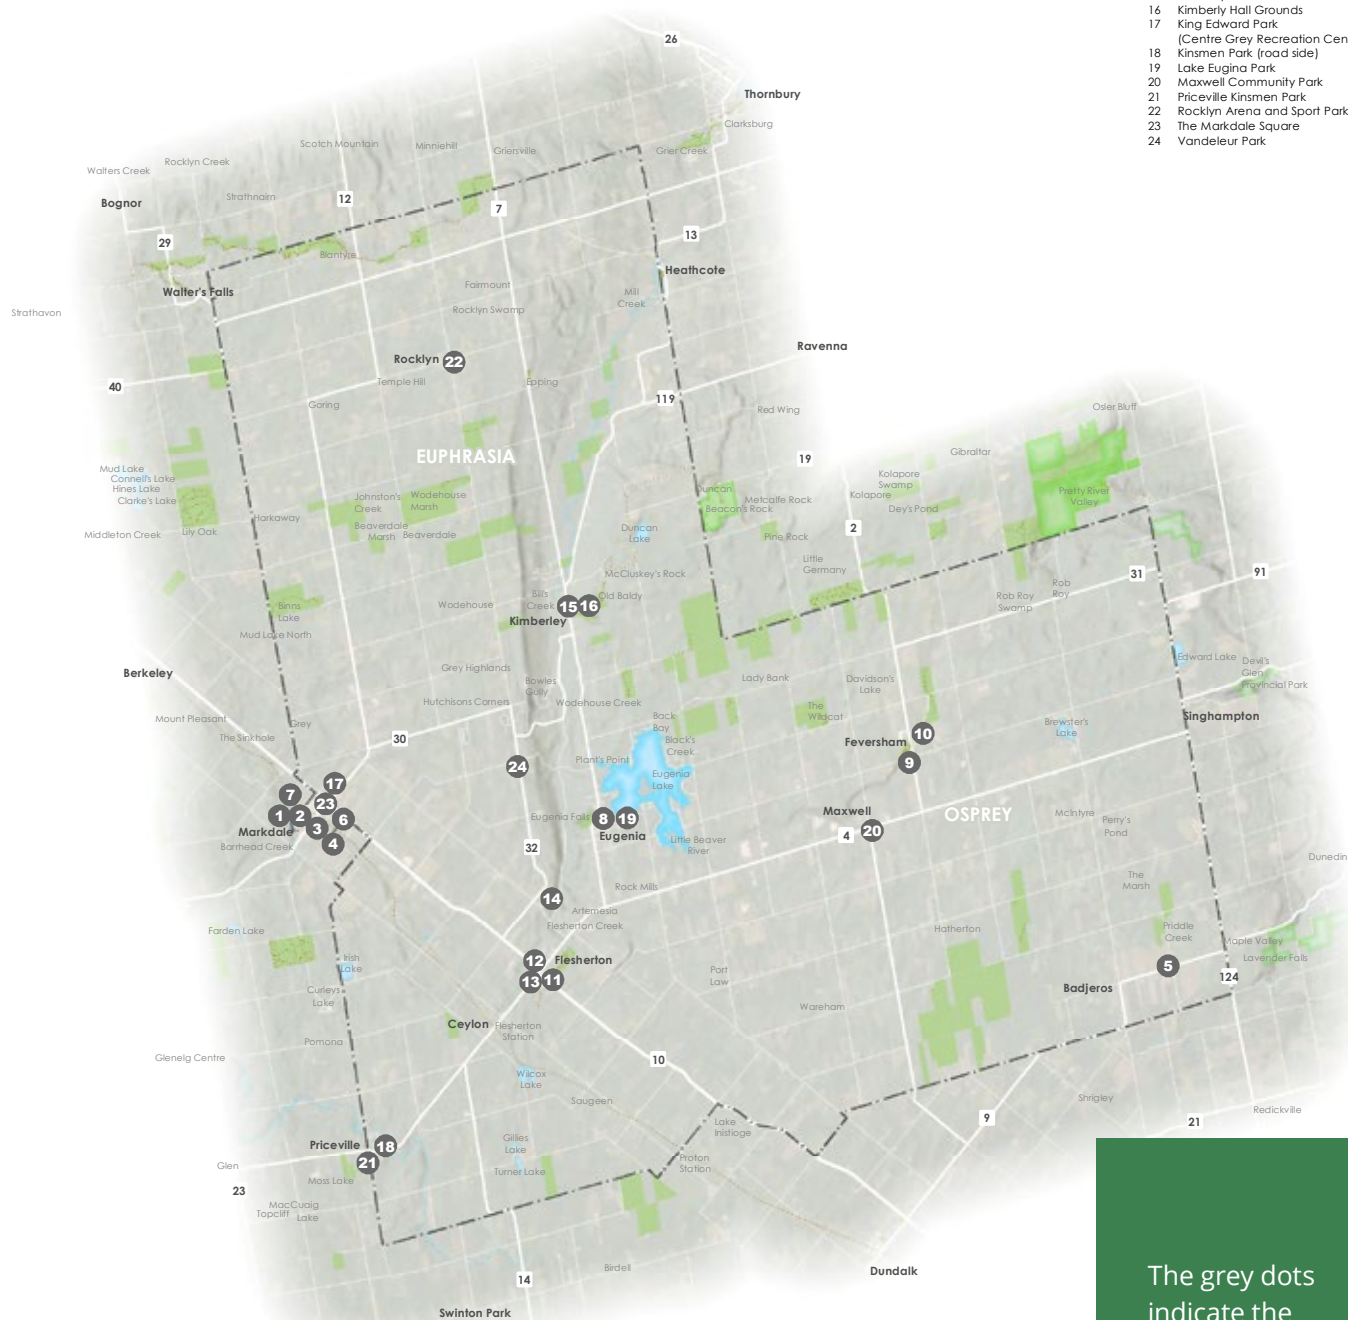 16 Kimberly Hall Grounds
17 King Edward Park
(Centre Grey Recreation Cen
18 Kinsmen Park (road side)
19 Lake Eugina Park
20 Maxwell Community Park
21 Priceville Kinsmen Park
22 Rocklyn Arena and Sport Park
23 The Markdale Square
24 Vandeleur Park
26
Thornbury
Clarksburg
Scotch Mountain
Minniehill
Griersville
Grier Creek
Rocklyn Creek
Walters Creek
Strathnairn
12
7
Bognor
29
13
Blantyre
Heathcote
Walter's Falls
Fairmount
Mill
Creek
Strathavon
Rocklyn Swamp
Ravenna
Rocklyn
22
Temple Hill
Epping
40
Goring
119
Red Wing
Osler Bluff
EUPHRASIA
19
Gibraltar
Mud Lake
Connell's Lake
Hines Lake
Clarke's Lake
Johnston's
Creek
Wodehouse
Marsh
Duncan
Beacon's Rock
Metcalfe Rock
Kolapore
Swamp
Kolapore
Dey's Pond
Pretty River
Valley
Harkaway
Middleton Creek
Lily Oak
Beaverdale
Marsh
Beaverdale
Duncan
Lake
Pine Rock
2
Little
Germany
McCluskey's Rock
31
91
Rob
Roy
Rob Roy
Swamp
Binns
Lake
Wodehouse
Bill's
Creek
15
16
Old Baldy
Kimberley
Mud Lake North
Berkeley
Grey Highlands
Bowles
Gully
Lady Bank
Davidson's
Lake
Edward Lake
Devil's
Glen
Provincial Park
Mount Pleasant
Grey
Hutchisons Corners
Wodehouse Creek
The
Wildcat
Singhampton
The Sinkhole
30
Back
Bay
Black's
Creek
Brewster's
Lake
Feversham
10
9
24
Plant's Point
Eugenia
Lake
17
7
23
1
2
3
6
4
Markdale
Barrhead Creek
Eugenia Falls
8
19
Eugenia
Little Beaver
River
Maxwell
4
20
OSPREY
McIntyre
Perry's
Pond
32
Dunedin
Rock Mills
The
Marsh
14
Artemesia
Flesherton Creek
Farden Lake
Hatherton
Priddle
Creek
Maple Valley
Lavender Falls
12
Flesherton
13
11
Irish
Lake
Port
Law
5
124
Badjeros
Curleys
Lake
Wareham
Ceylon
Flesherton
Station
Pomona
Glenelg Centre
10
Wilcox
Lake
Saugeen
Shrigley
Redickville
9
21
Lake
Inistioge
Priceville
18
21
Gillies
Lake
Glen
Turner Lake
Proton
Station
Moss Lake
23
MacCuaig
Lake
Topcliff
Birdell
Dundalk
14
Swinton Park
The grey dots
indicate the